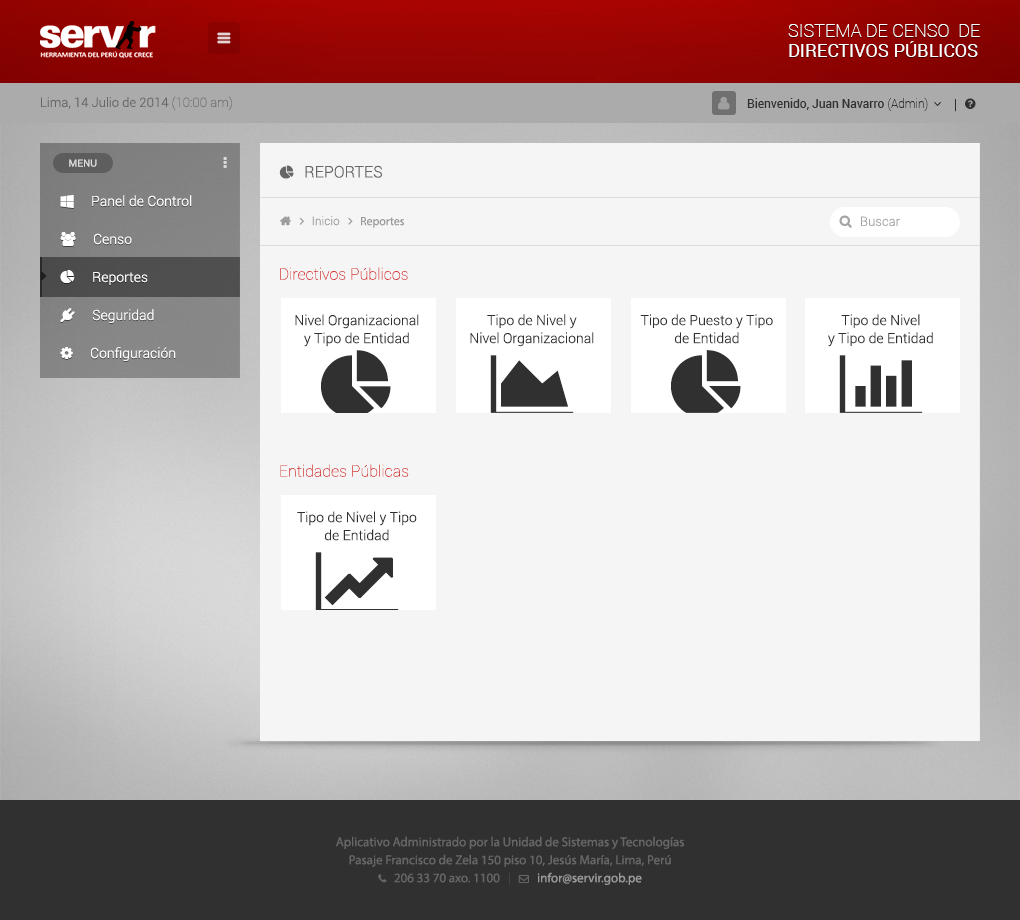 servir
HERRAMIENTA DEL PERÚ QUE CRECE
SISTEMA DE CENSO DE
DIRECTIVOS PÚBLICOS
Lima, 14 Julio de 2014 (10:00 am)
Bienvenido, Juan Navarro (Admin)
MENU
Panel de Control
Censo
Reportes
Seguridad
Configuración
REPORTES
Inicio > Reportes
Buscar
Directivos Públicos
Nivel Organizacional
y Tipo de Entidad
Tipo de Nivel y
Nivel Organizacional
Tipo de Puesto y Tipo
de Entidad
Tipo de Nivel
y Tipo de Entidad
Entidades Públicas
Tipo de Nivel y Tipo
de Entidad
Aplicativo Administrado por la Unidad de Sistemas y Tecnologías
Pasaje Francisco de Zela 150 piso 10, Jesús María, Lima, Perú
206 33 70 axo. 1100 | infor@servir.gob.pe